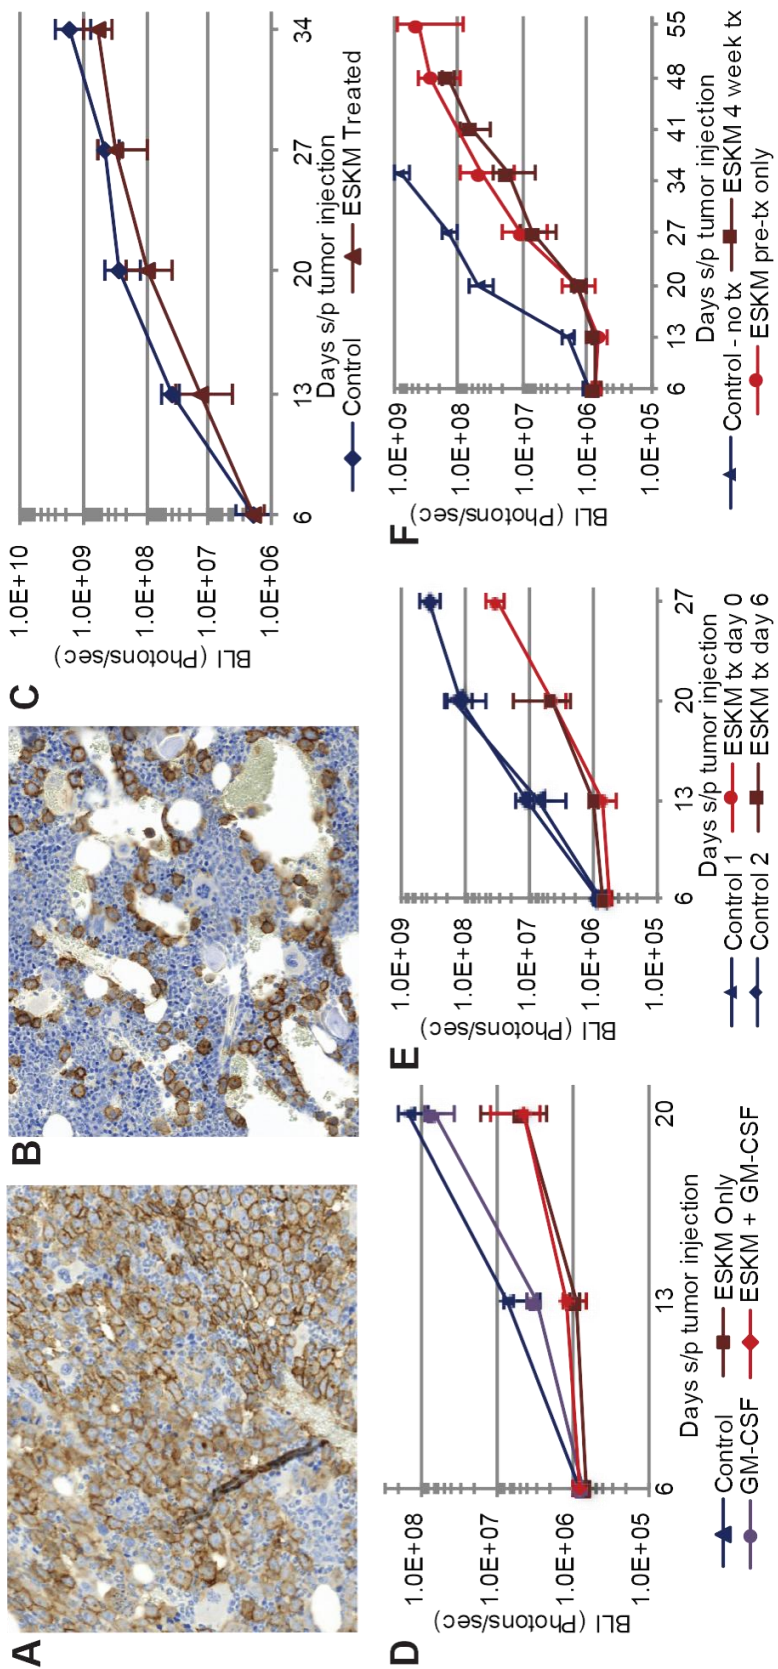 A
B
C
1.0E+10
1.0E+09
1.0E+08
1.0E+07
1.0E+06
BLI (Photons/sec)
6 13 20 27 34
Days s/p tumor injection
Control ESKM Treated
D
1.0E+08
1.0E+07
1.0E+06
1.0E+05
BLI (Photons/sec)
6 13 20
Days s/p tumor injection
Control ESKM Only
GM-CSF ESKM + GM-CSF
E
1.0E+09
1.0E+08
1.0E+07
1.0E+06
1.0E+05
BLI (Photons/sec)
6 13 20 27
Days s/p tumor injection
Control 1 ESKM tx day 0
Control 2 ESKM tx day 6
F
1.0E+09
1.0E+08
1.0E+07
1.0E+06
1.0E+05
BLI (Photons/sec)
6 13 20 27 34 41 48 55
Days s/p tumor injection
Control - no tx ESKM 4 week tx
ESKM pre-tx only